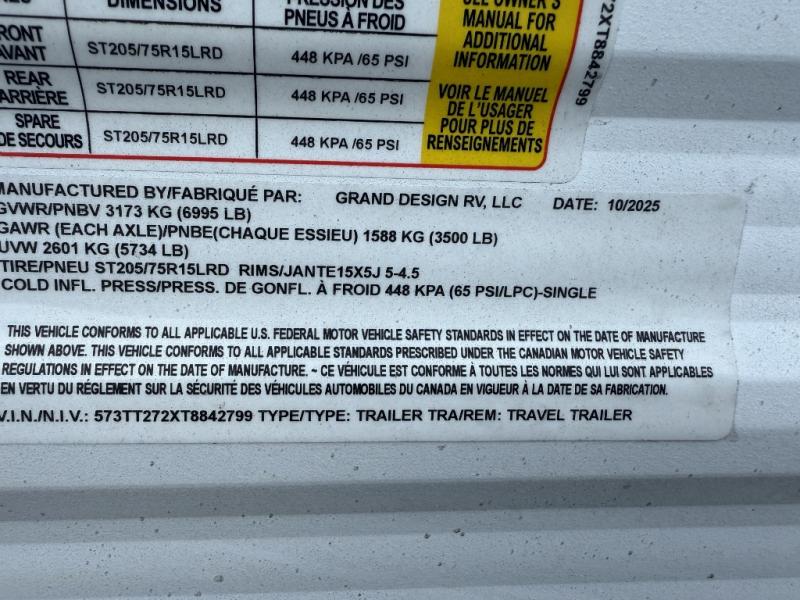 DIMENSIONS
PRESSION DES
PNEUS À FROID
ST205/75R15LRD
448 KPA /65 PSI
REAR
ST205/75R15LRD
448 KPA /65 PSI
SPARE
DE SECOURS
ST205/75R15LRD
448 KPA /65 PSI
SEE OWNER'S
MANUAL FOR
ADDITIONAL
INFORMATION
VOIR LE MANUEL
DE L'USAGER
POUR PLUS DE
RENSEIGNEMENTS
72XT8842799
MANUFACTURED BY/FABRIQUÉ PAR: GRAND DESIGN RV, LLC DATE: 10/2025
GVWR/PNBV 3173 KG (6995 LB)
GAWR (EACH AXLE)/PNBE(CHAQUE ESSIEU) 1588 KG (3500 LB)
UVW 2601 KG (5734 LB)
TIRE/PNEU ST205/75R15LRD RIMS/JANTE15X5J 5-4.5
COLD INFL. PRESS/PRESS. DE GONFL. À FROID 448 KPA (65 PSI/LPC)-SINGLE
THIS VEHICLE CONFORMS TO ALL APPLICABLE U.S. FEDERAL MOTOR VEHICLE SAFETY STANDARDS IN EFFECT ON THE DATE OF MANUFACTURE
SHOWN ABOVE. THIS VEHICLE CONFORMS TO ALL APPLICABLE STANDARDS PRESCRIBED UNDER THE CANADIAN MOTOR VEHICLE SAFETY
REGULATIONS IN EFFECT ON THE DATE OF MANUFACTURE. ~ CE VÉHICULE EST CONFORME À TOUTES LES NORMES QUI LUI SONT APPLICABLES
EN VERTU DU RÉGLEMENT SUR LA SÉCURITÉ DES VÉHICULES AUTOMOBILES DU CANADA EN VIGUEUR À LA DATE DE SA FABRICATION.
V.I.N./N.I.V.: 573TT272XT8842799 TYPE/TYPE: TRAILER TRA/REM: TRAVEL TRAILER